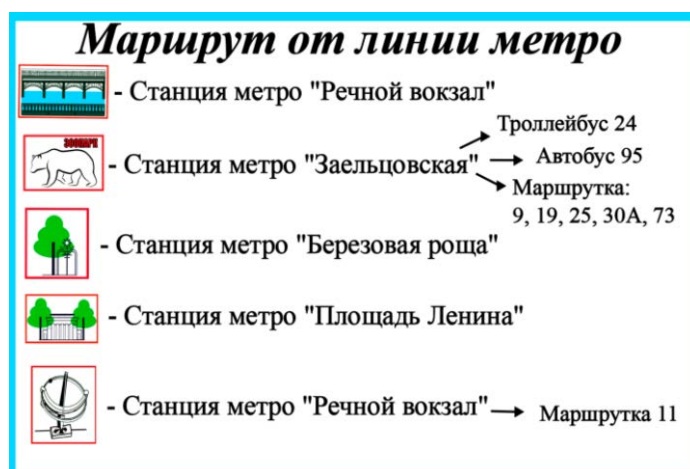 Маршрут от линии метро
- Станция метро "Речной вокзал"
ЗООПАРК
- Станция метро "Заельцовская"
Троллейбус 24
Автобус 95
Маршрутка:
9, 19, 25, 30А, 73
- Станция метро "Березовая роща"
- Станция метро "Площадь Ленина"
- Станция метро "Речной вокзал"
Маршрутка 11